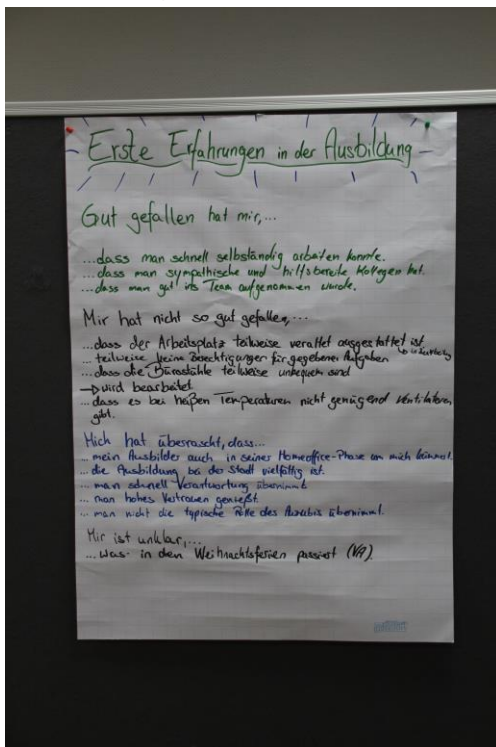 Erste Erfahrungen in der Ausbildung
Gut gefallen hat mir,...
...dass man schnell selbständig arbeiten konnte.
...dass man sympathische und hilfsbereite Kollegen hat.
...dass man gut ins Team aufgenommen wurde.
Mir hat nicht so gut gefallen,...
...dass der Arbeitsplatz teilweise veraltet ausgestattet ist
... teilweise keine Berechtigungen für gegebene Aufgaben
...dass die Bürostühle teilweise unbequem sind
→ wird bearbeitet
...dass es bei heißen Temperaturen nicht genügend Ventilatoren
gibt.
Mich hat überrascht, dass...
... mein Ausbilder auch in seiner Homeoffice-Phase um mich kümmert.
... die Ausbildung bei der Stadt vielfältig ist.
... man schnell Verantwortung übernimmt
... man hohes Vertrauen genießt.
... man nicht die typische Rolle des Azubis übernimmt.
Mir ist unklar,...
...was in den Weihnachtsferien passiert (VA).